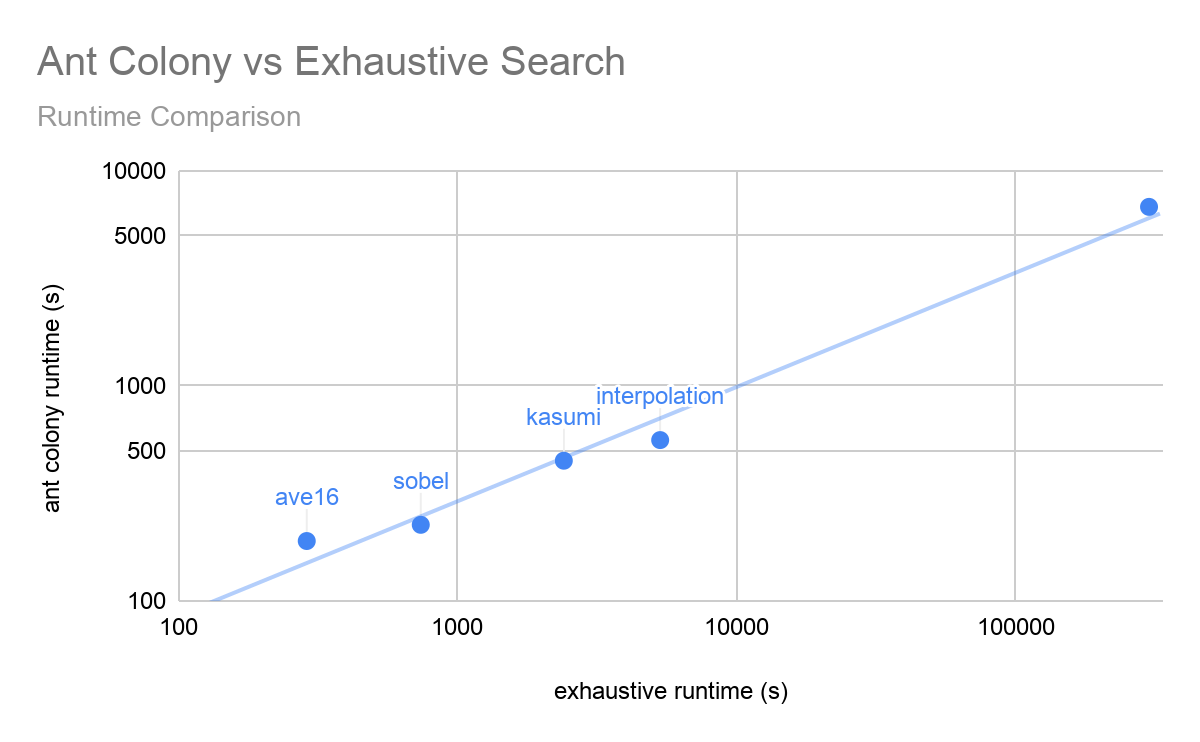 Ant Colony vs Exhaustive Search
Runtime Comparison
10000
5000
1000
500
100
ant colony runtime (s)
interpolation
kasumi
sobel
ave16
100
1000
10000
100000
exhaustive runtime (s)